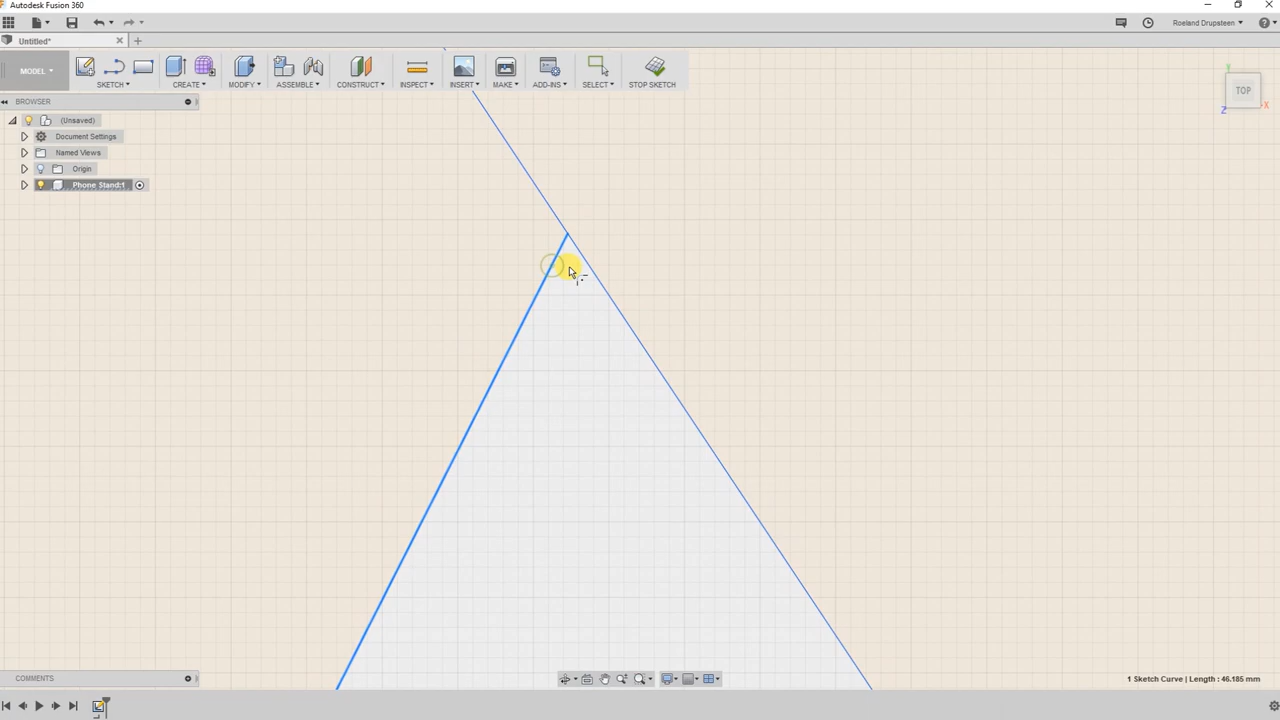 Autodesk Fusion 360
Roeland Drupsteen
Untitled*
MODEL
SKETCH
CREATE
MODIFY
ASSEMBLE
CONSTRUCT
INSPECT
INSERT
MAKE
ADD-INS
SELECT
STOP SKETCH
BROWSER
(Unsaved)
Document Settings
Named Views
Origin
Phone Stand:1
Y
TOP
X
Z
COMMENTS
1 Sketch Curve | Length : 46.185 mm